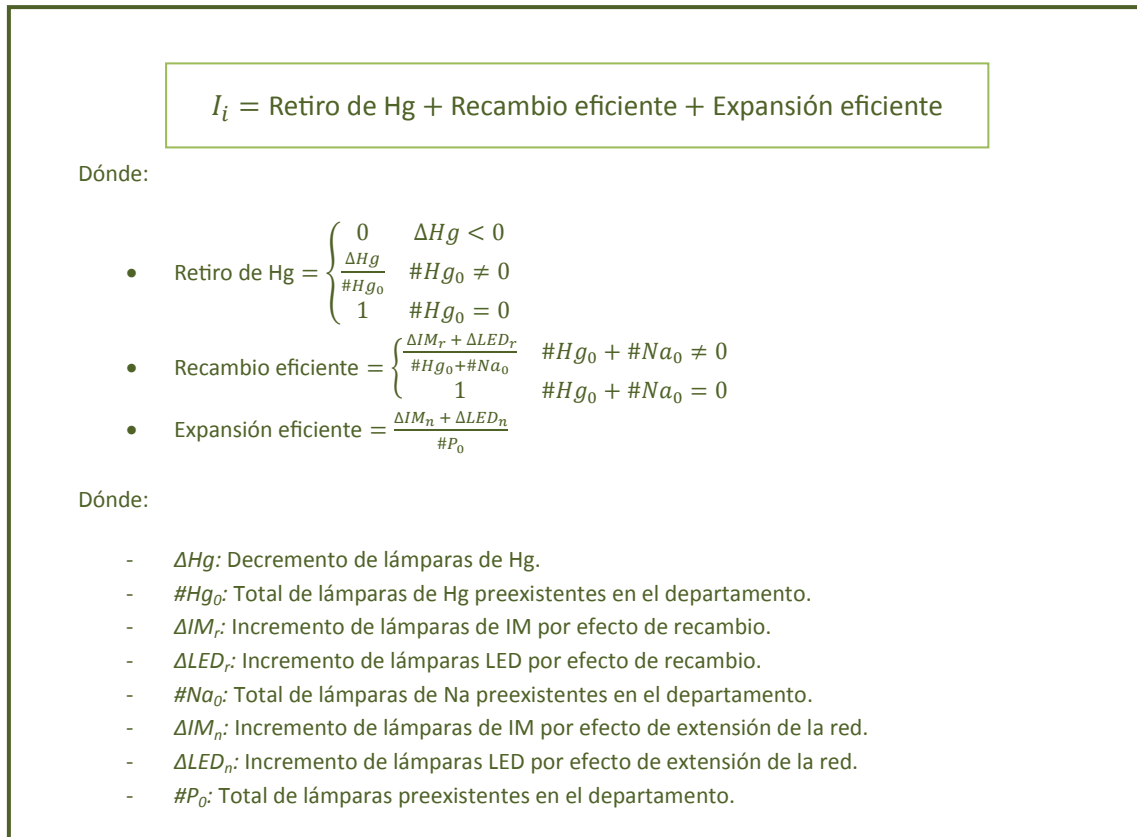 I_i = Retiro de Hg + Recambio eficiente + Expansión eficiente
Dónde:
• Retiro de Hg = { 0   ΔHg < 0
ΔHg/#Hg₀   #Hg₀ ≠ 0
1   #Hg₀ = 0
• Recambio eficiente = { (ΔIM_r + ΔLED_r)/(#Hg₀+#Na₀)   #Hg₀ + #Na₀ ≠ 0
1   #Hg₀ + #Na₀ = 0
• Expansión eficiente = (ΔIM_n + ΔLED_n)/#P₀
Dónde:
- ΔHg: Decremento de lámparas de Hg.
- #Hg₀: Total de lámparas de Hg preexistentes en el departamento.
- ΔIM_r: Incremento de lámparas de IM por efecto de recambio.
- ΔLED_r: Incremento de lámparas LED por efecto de recambio.
- #Na₀: Total de lámparas de Na preexistentes en el departamento.
- ΔIM_n: Incremento de lámparas de IM por efecto de extensión de la red.
- ΔLED_n: Incremento de lámparas LED por efecto de extensión de la red.
- #P₀: Total de lámparas preexistentes en el departamento.